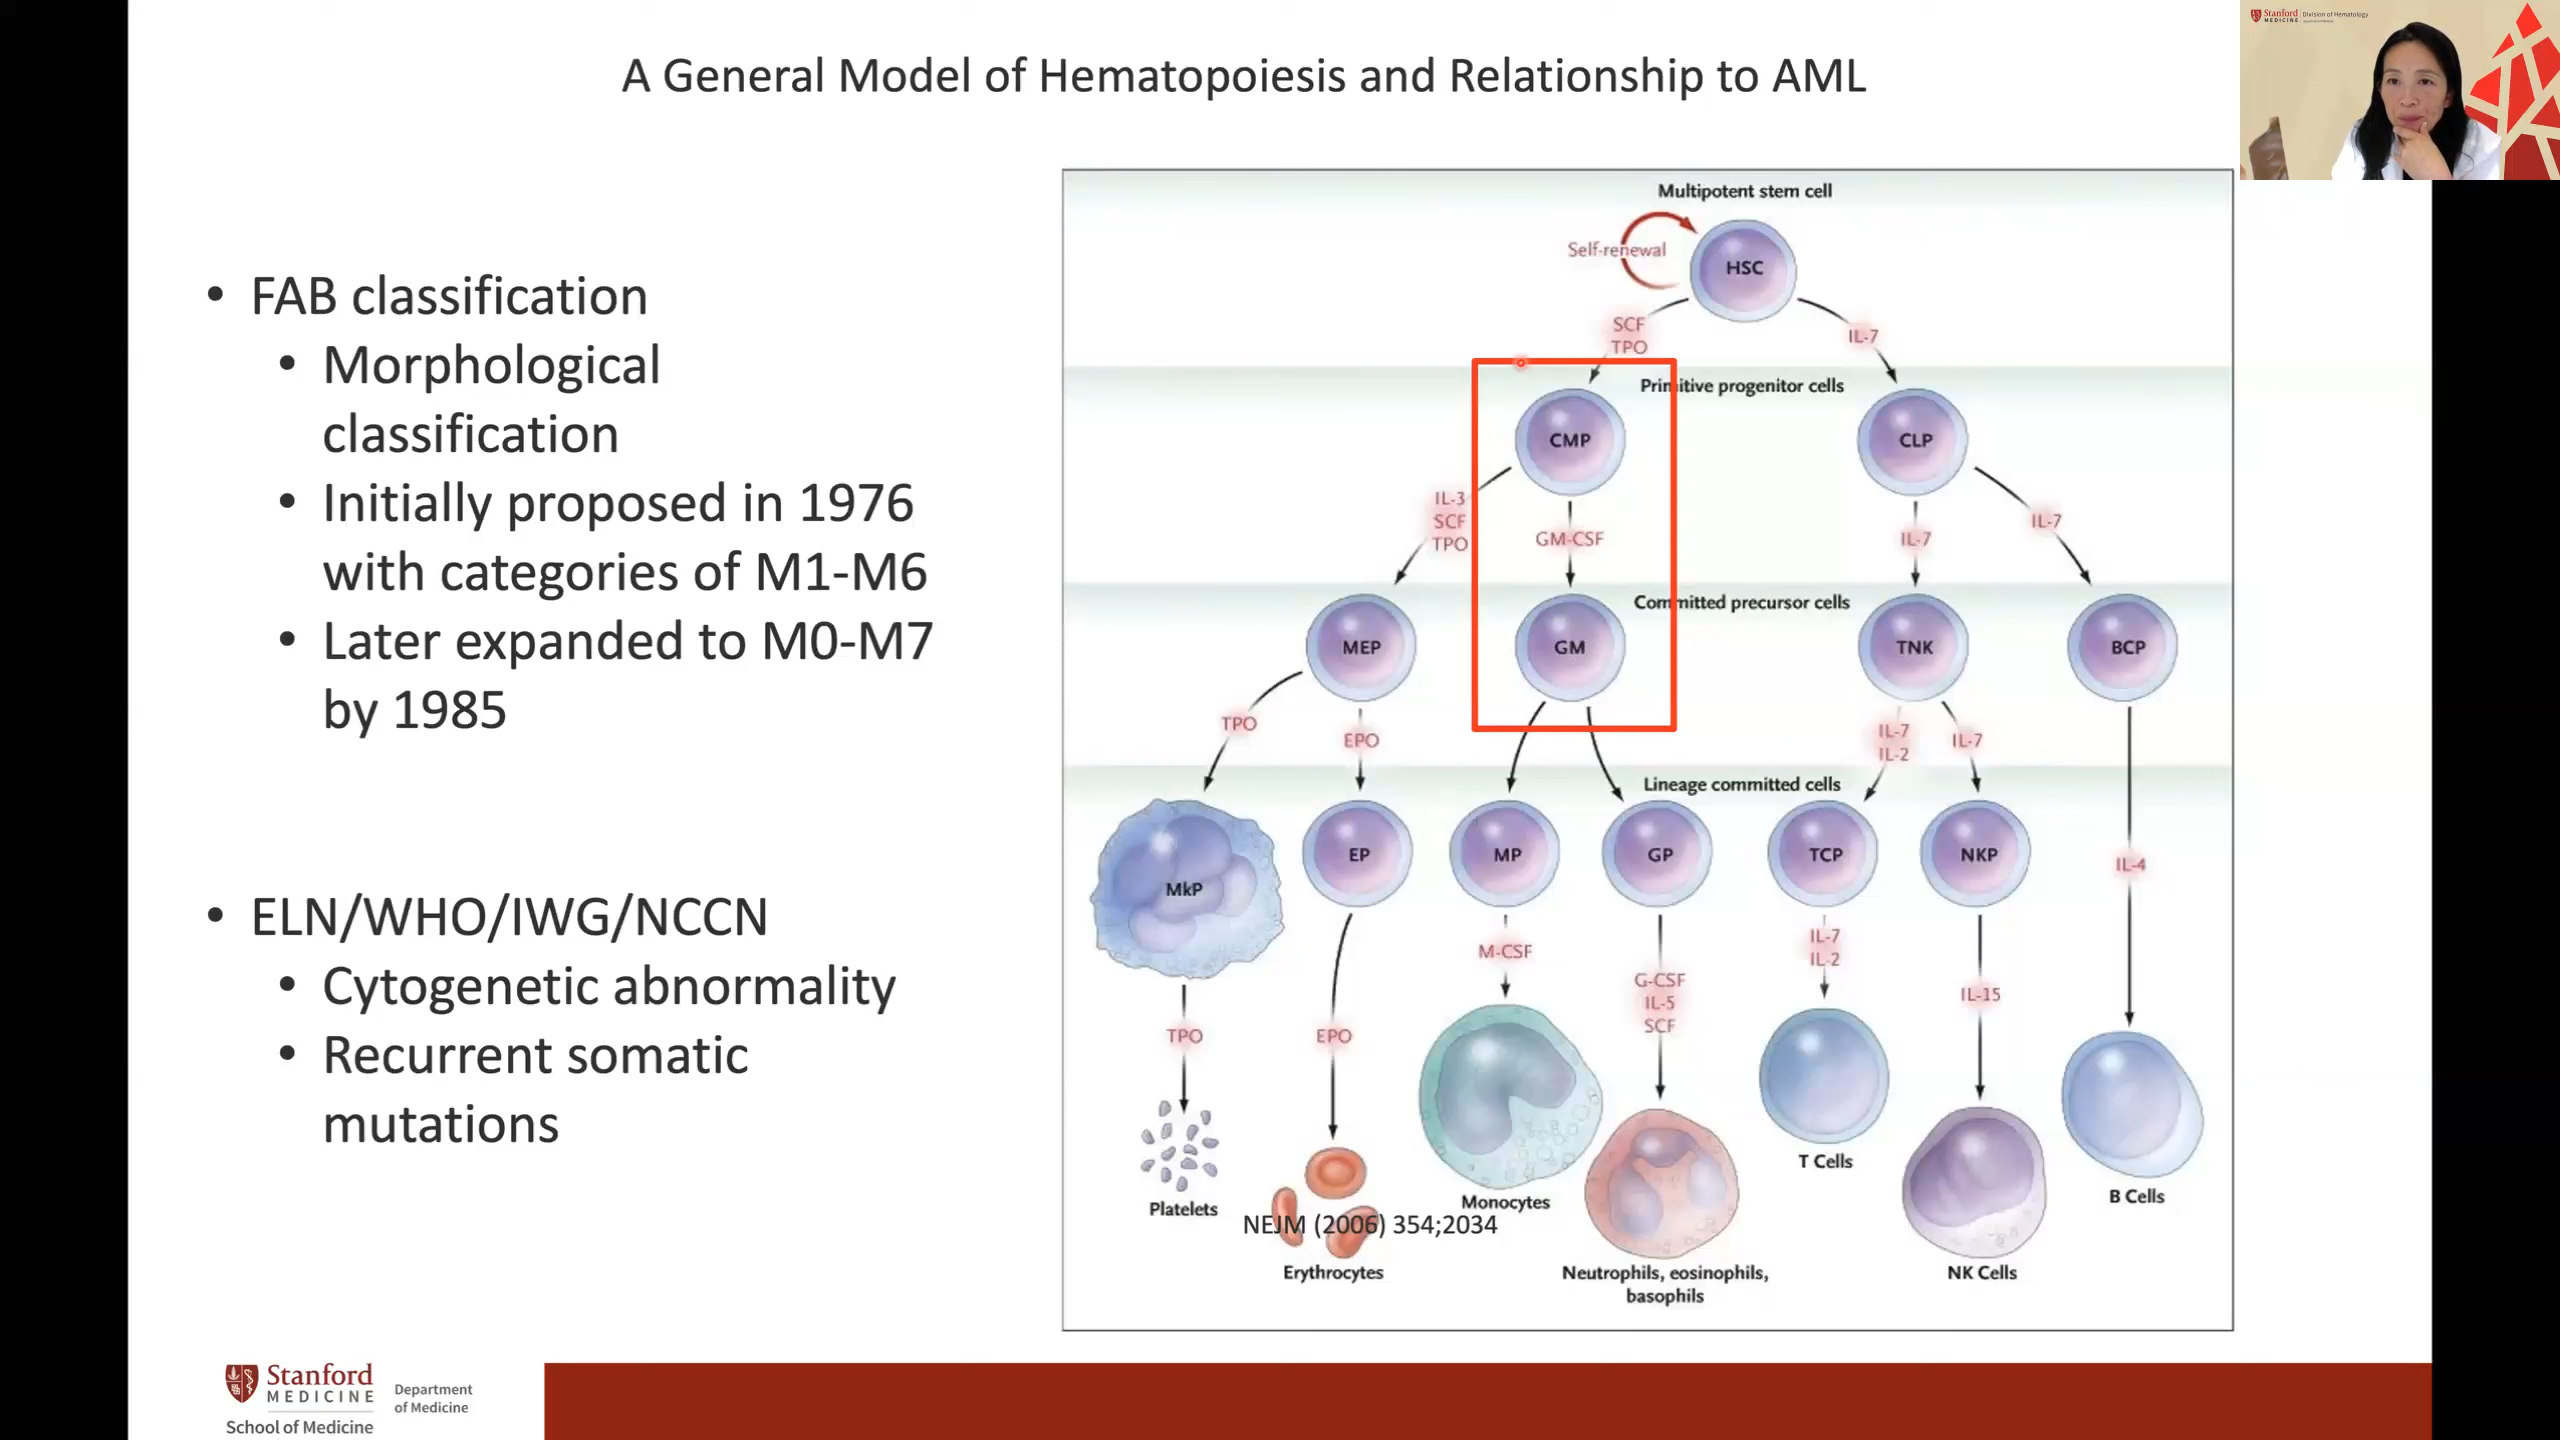 A General Model of Hematopoiesis and Relationship to AML
Stanford
MEDICINE
Division of Hematology
• FAB classification
• Morphological
classification
• Initially proposed in 1976
with categories of M1-M6
• Later expanded to M0-M7
by 1985
• ELN/WHO/IWG/NCCN
• Cytogenetic abnormality
• Recurrent somatic
mutations
Multipotent stem cell
Self-renewal
HSC
SCF
TPO
IL-7
Primitive progenitor cells
CMP
CLP
IL-3
SCF
TPO
GM-CSF
IL-7
IL-7
Committed precursor cells
MEP
GM
TNK
BCP
TPO
EPO
IL-7
IL-2
IL-7
Lineage committed cells
MkP
EP
MP
GP
TCP
NKP
IL-4
TPO
EPO
M-CSF
G-CSF
IL-5
SCF
IL-7
IL-2
IL-15
Platelets
Erythrocytes
Monocytes
Neutrophils, eosinophils,
basophils
T Cells
NK Cells
B Cells
NEJM (2006) 354;2034
Stanford
MEDICINE
School of Medicine
Department
of Medicine